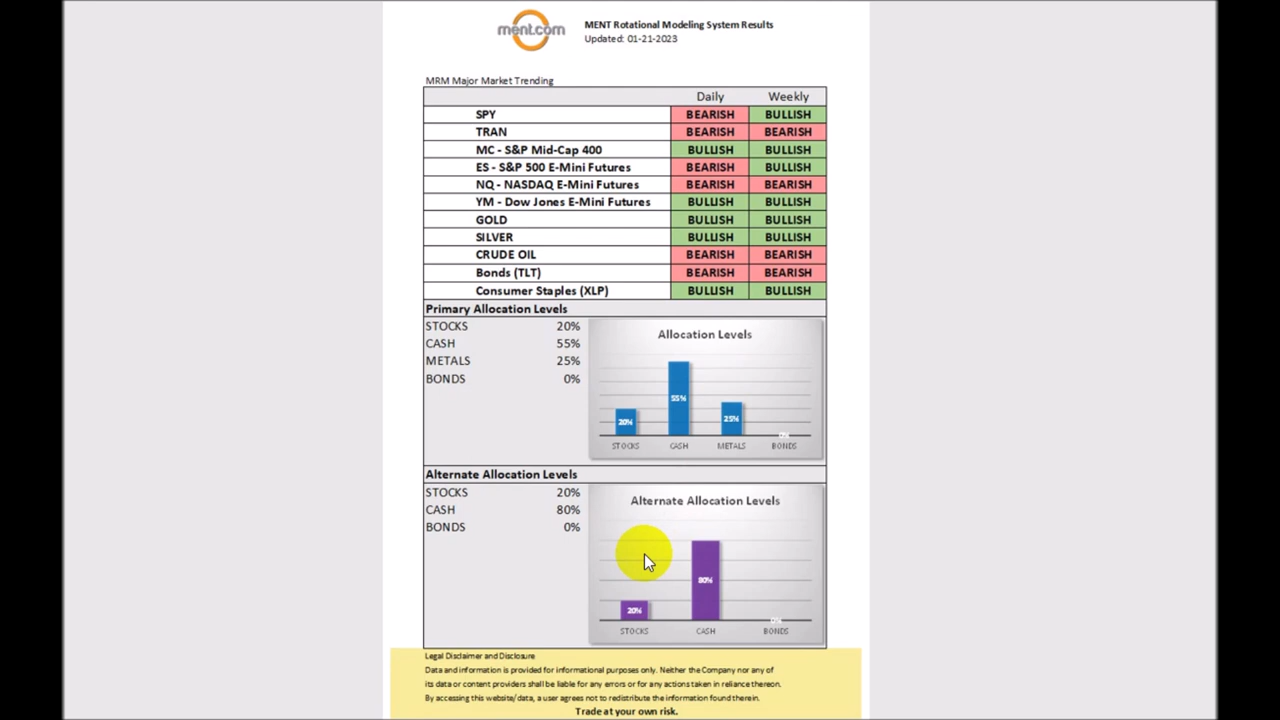 ment.com
MENT Rotational Modeling System Results
Updated: 01-21-2023
MRM Major Market Trending
Daily Weekly
SPY BEARISH BULLISH
TRAN BEARISH BEARISH
MC - S&P Mid-Cap 400 BULLISH BULLISH
ES - S&P 500 E-Mini Futures BEARISH BULLISH
NQ - NASDAQ E-Mini Futures BEARISH BEARISH
YM - Dow Jones E-Mini Futures BULLISH BULLISH
GOLD BULLISH BULLISH
SILVER BULLISH BULLISH
CRUDE OIL BEARISH BEARISH
Bonds (TLT) BEARISH BEARISH
Consumer Staples (XLP) BULLISH BULLISH
Primary Allocation Levels
STOCKS 20%
CASH 55%
METALS 25%
BONDS 0%
Allocation Levels
20% 55% 25% 0%
STOCKS CASH METALS BONDS
Alternate Allocation Levels
STOCKS 20%
CASH 80%
BONDS 0%
Alternate Allocation Levels
20% 80% 0%
STOCKS CASH BONDS
Legal Disclaimer and Disclosure
Data and information is provided for informational purposes only. Neither the Company nor any of
its data or content providers shall be liable for any errors or for any actions taken in reliance thereon.
By accessing this website/data, a user agrees not to redistribute the information found therein.
Trade at your own risk.